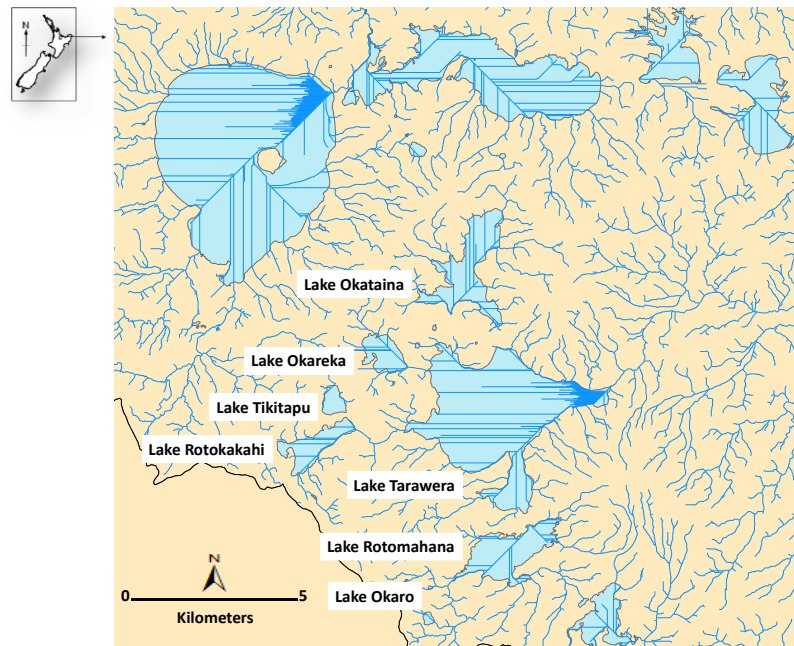 N
Lake Okataina
Lake Okareka
Lake Tikitapu
Lake Rotokakahi
Lake Tarawera
Lake Rotomahana
N
Lake Okaro
0 5
Kilometers